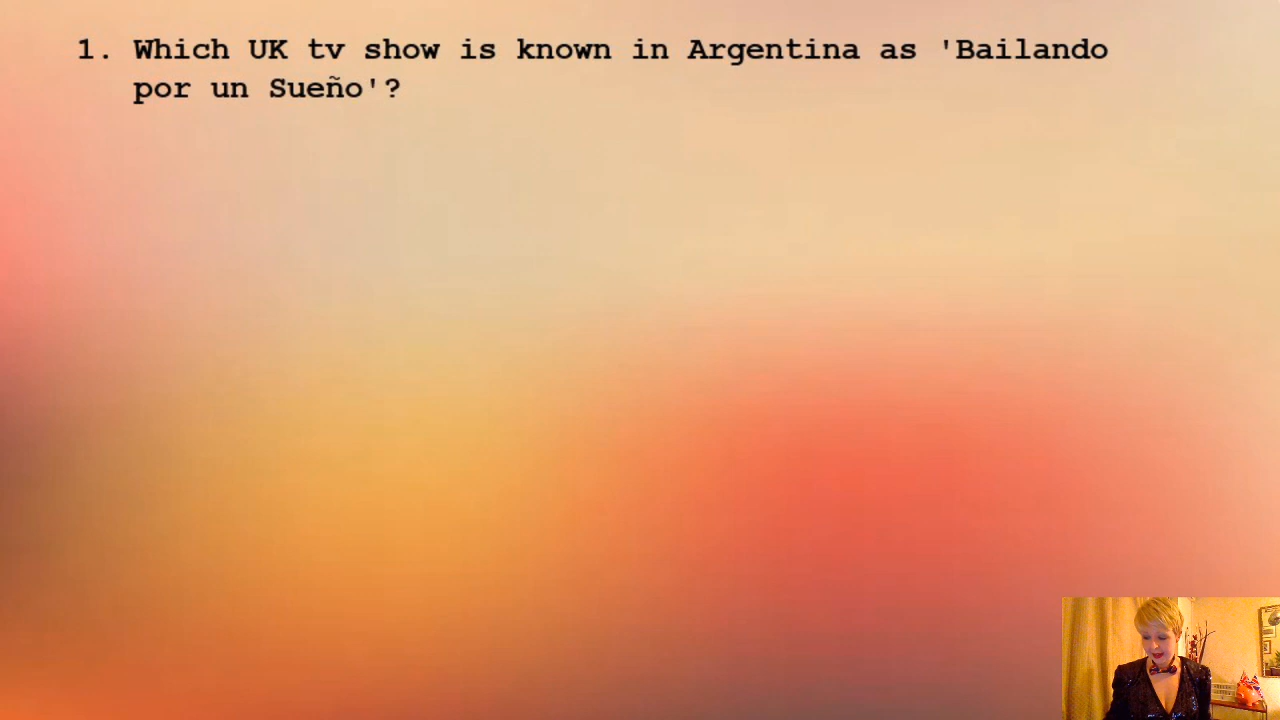 1. Which UK tv show is known in Argentina as 'Bailando
por un Sueño'?